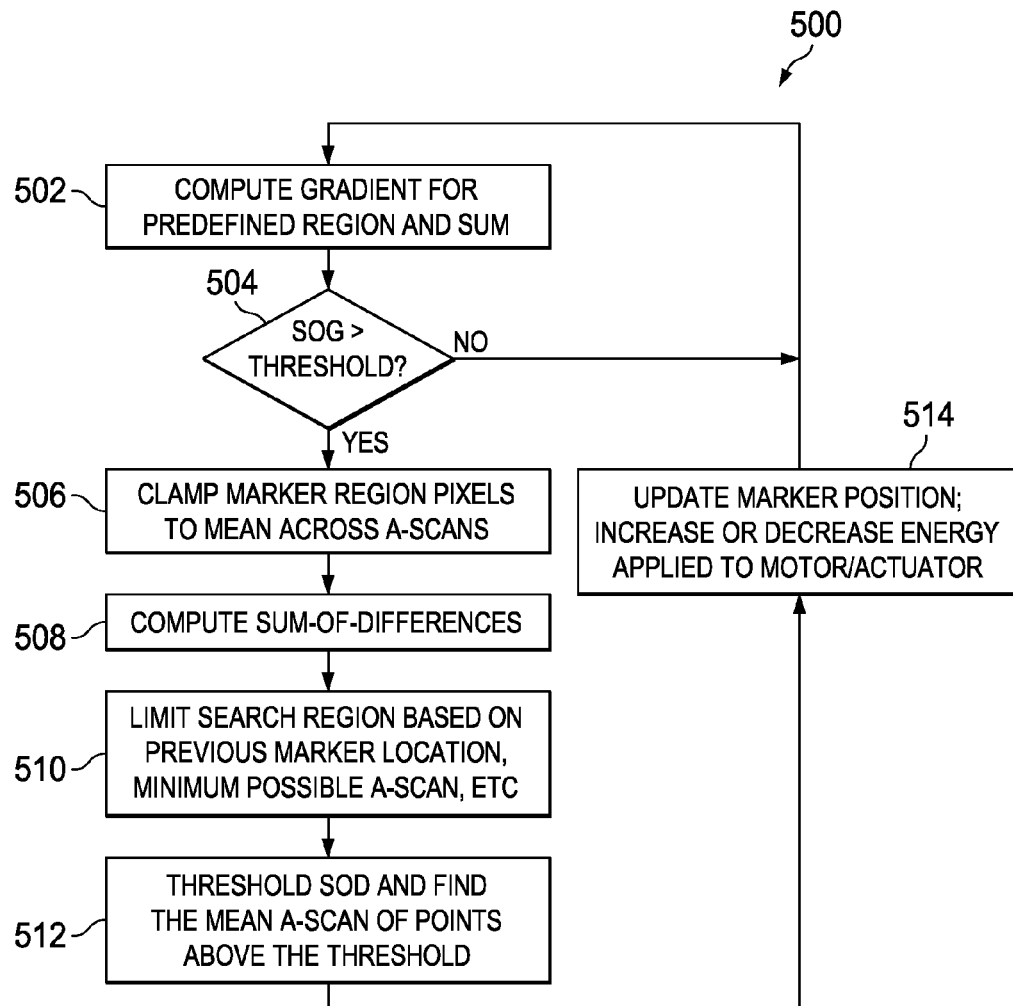 500
502
COMPUTE GRADIENT FOR
PREDEFINED REGION AND SUM
504
SOG >
THRESHOLD?
NO
YES
506
CLAMP MARKER REGION PIXELS
TO MEAN ACROSS A-SCANS
508
COMPUTE SUM-OF-DIFFERENCES
510
LIMIT SEARCH REGION BASED ON
PREVIOUS MARKER LOCATION,
MINIMUM POSSIBLE A-SCAN, ETC
512
THRESHOLD SOD AND FIND
THE MEAN A-SCAN OF POINTS
ABOVE THE THRESHOLD
514
UPDATE MARKER POSITION;
INCREASE OR DECREASE ENERGY
APPLIED TO MOTOR/ACTUATOR